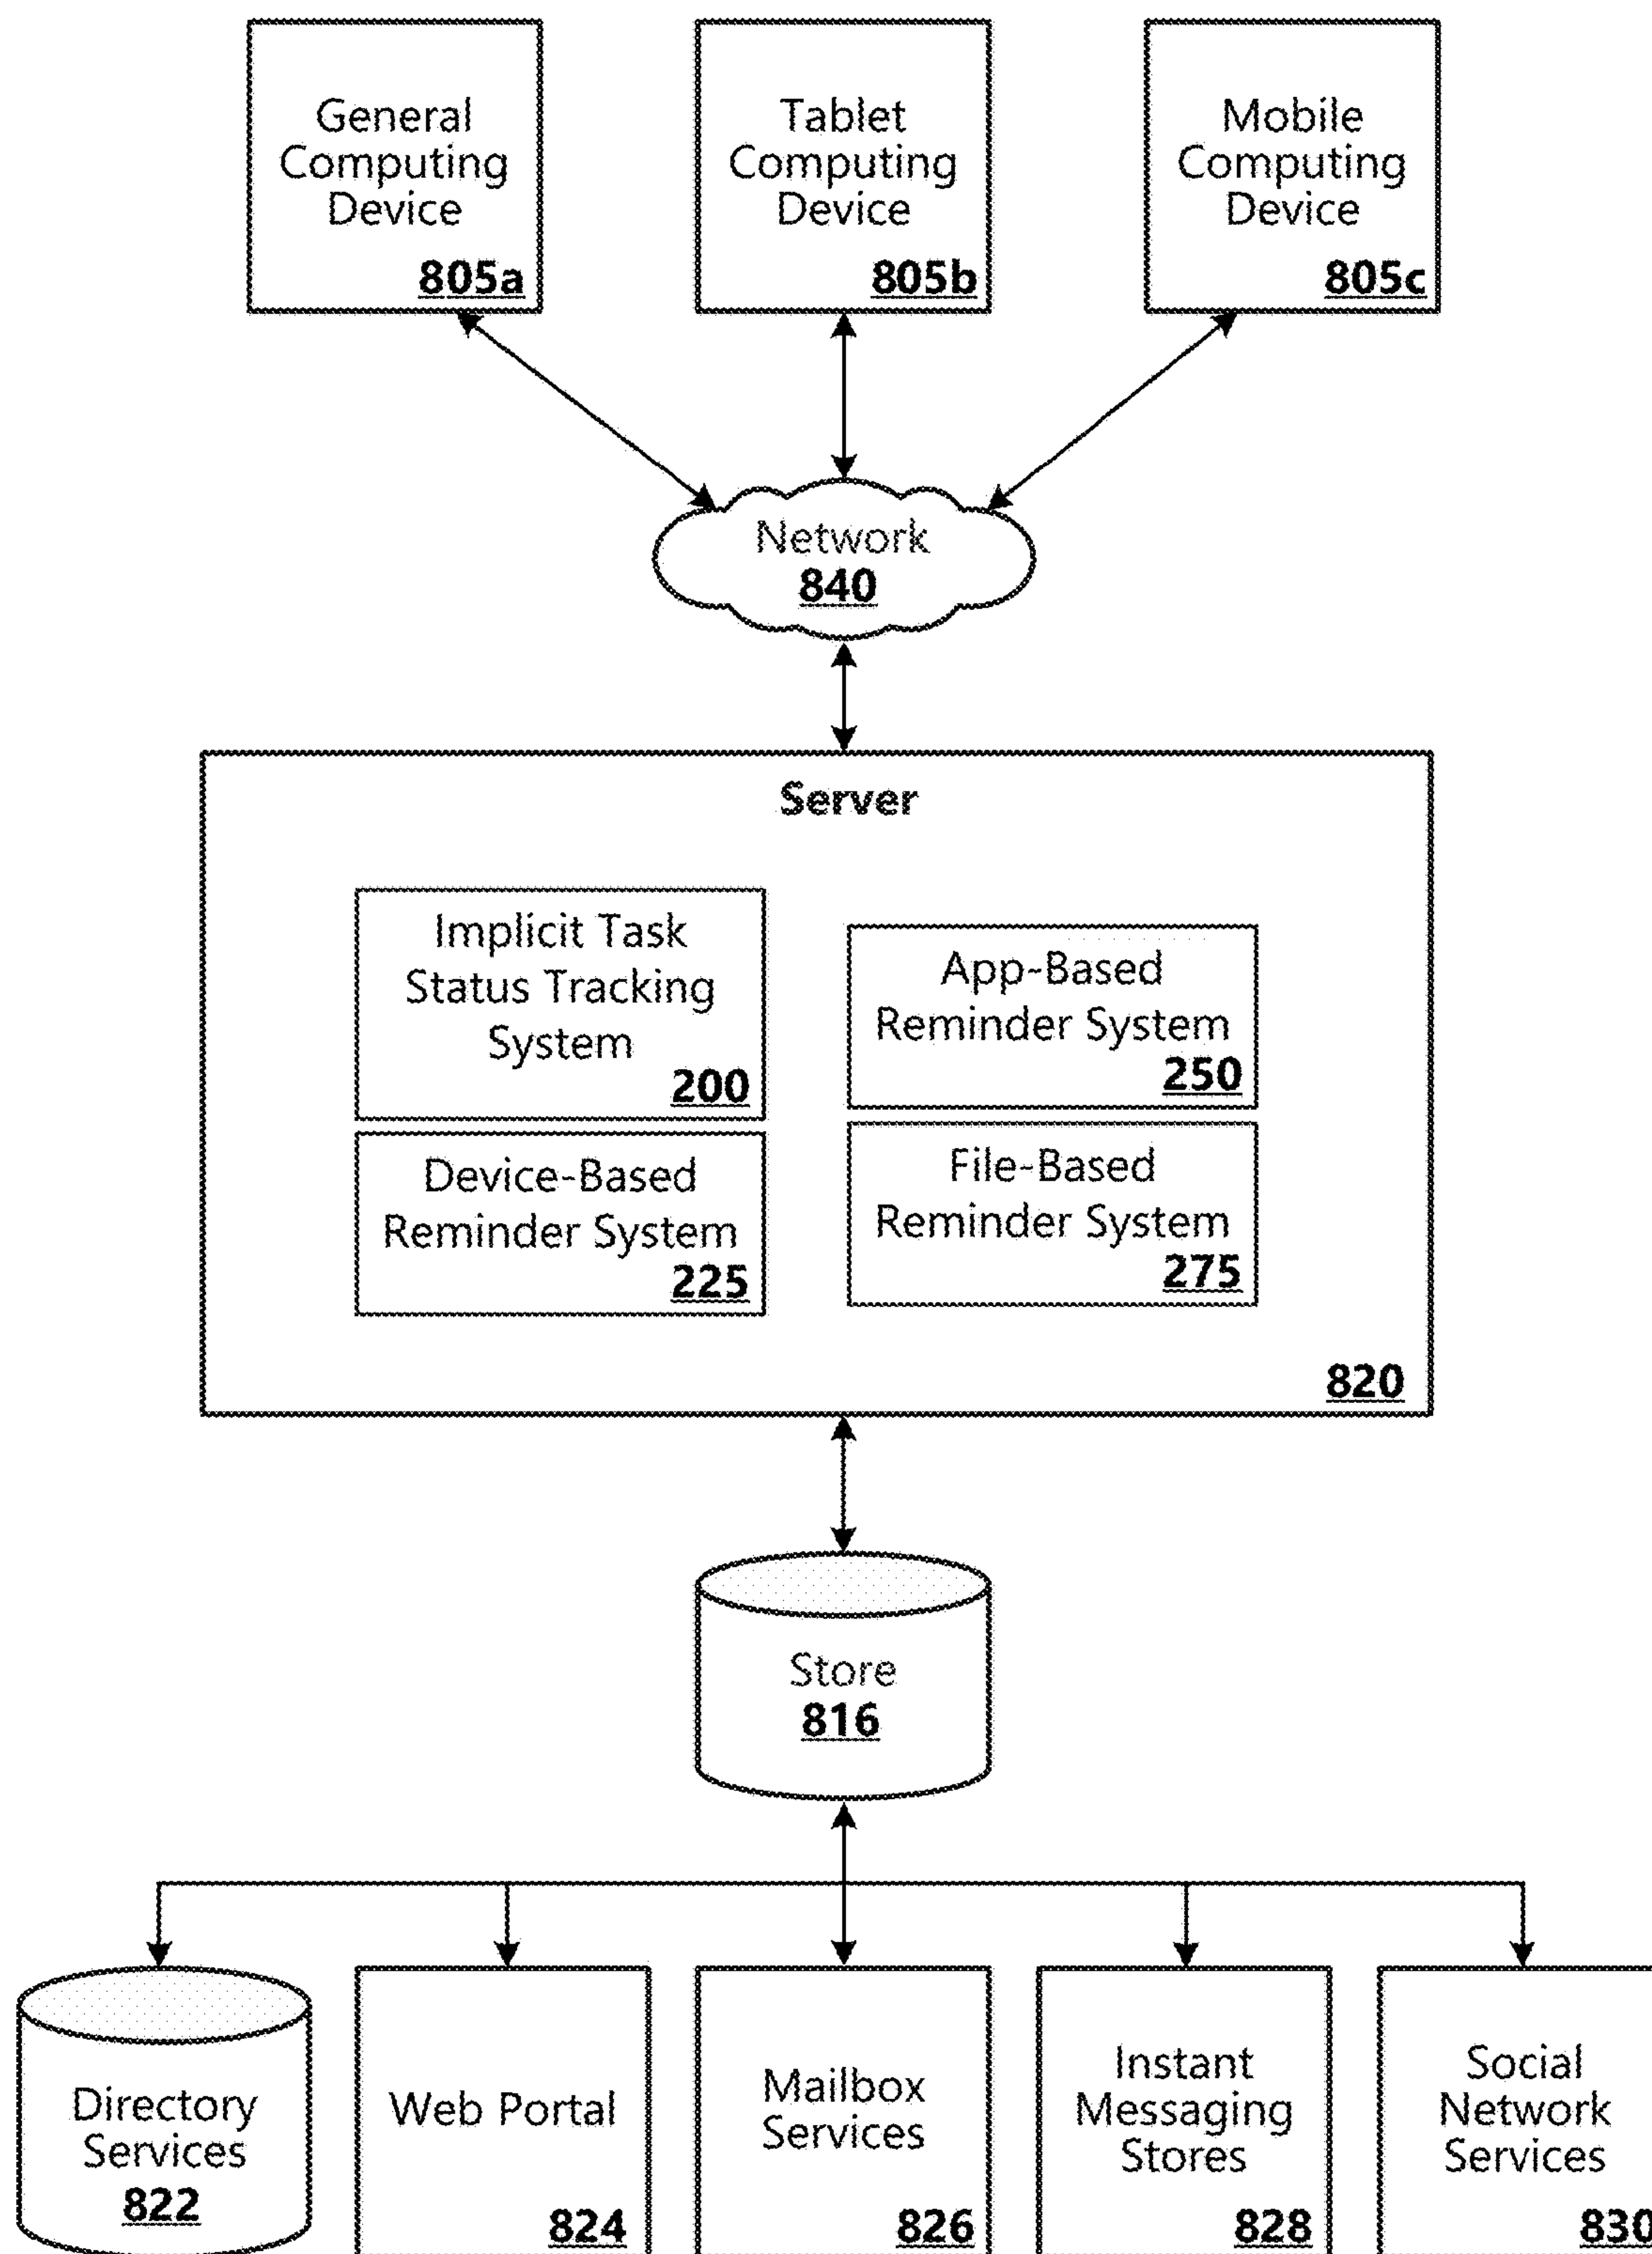 General
Computing
Device
805a
Tablet
Computing
Device
805b
Mobile
Computing
Device
805c
Network
840
Server
Implicit Task
Status Tracking
System
200
App-Based
Reminder System
250
Device-Based
Reminder System
225
File-Based
Reminder System
275
820
Store
816
Directory
Services
822
Web Portal
824
Mailbox
Services
826
Instant
Messaging
Stores
828
Social
Network
Services
830